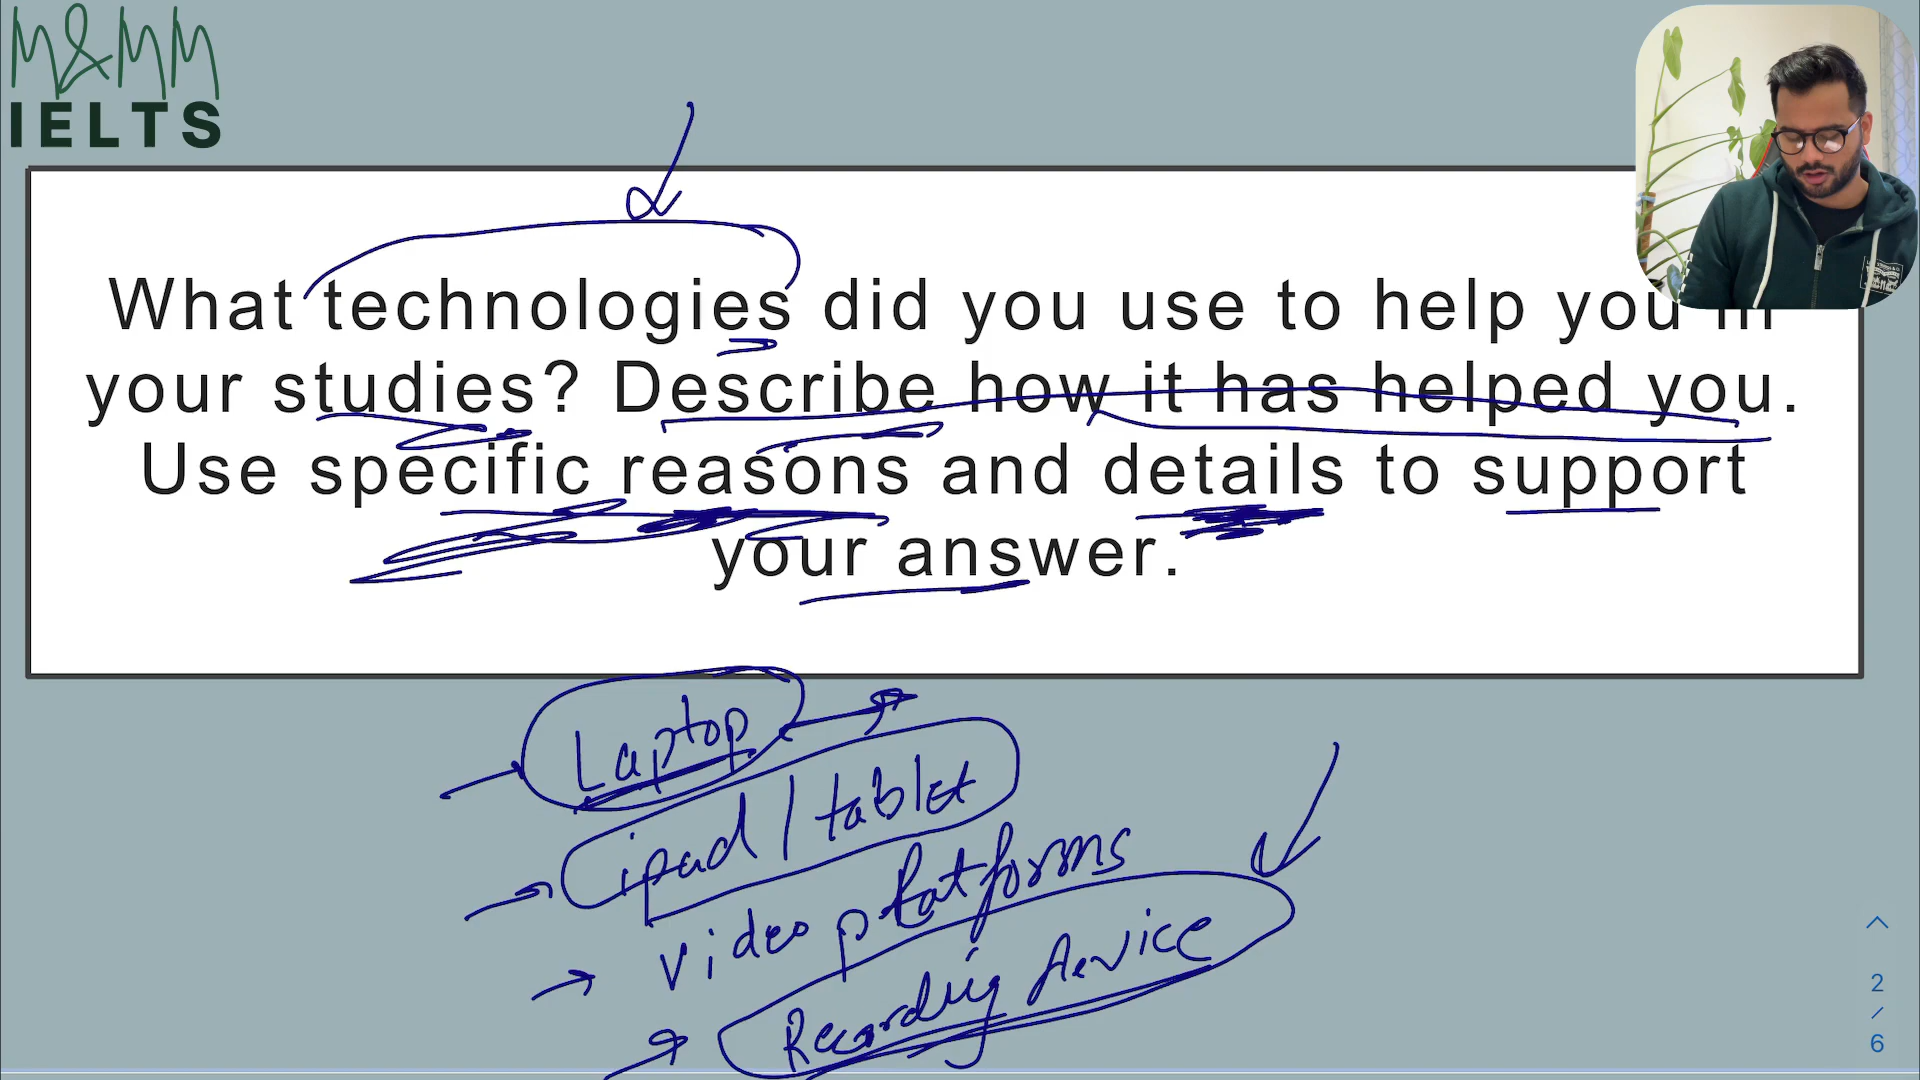 M&MM
IELTS
What technologies did you use to help you in
your studies? Describe how it has helped you.
Use specific reasons and details to support
your answer.
Laptop
ipad / tablet
video platforms
Recording device
2
/
6